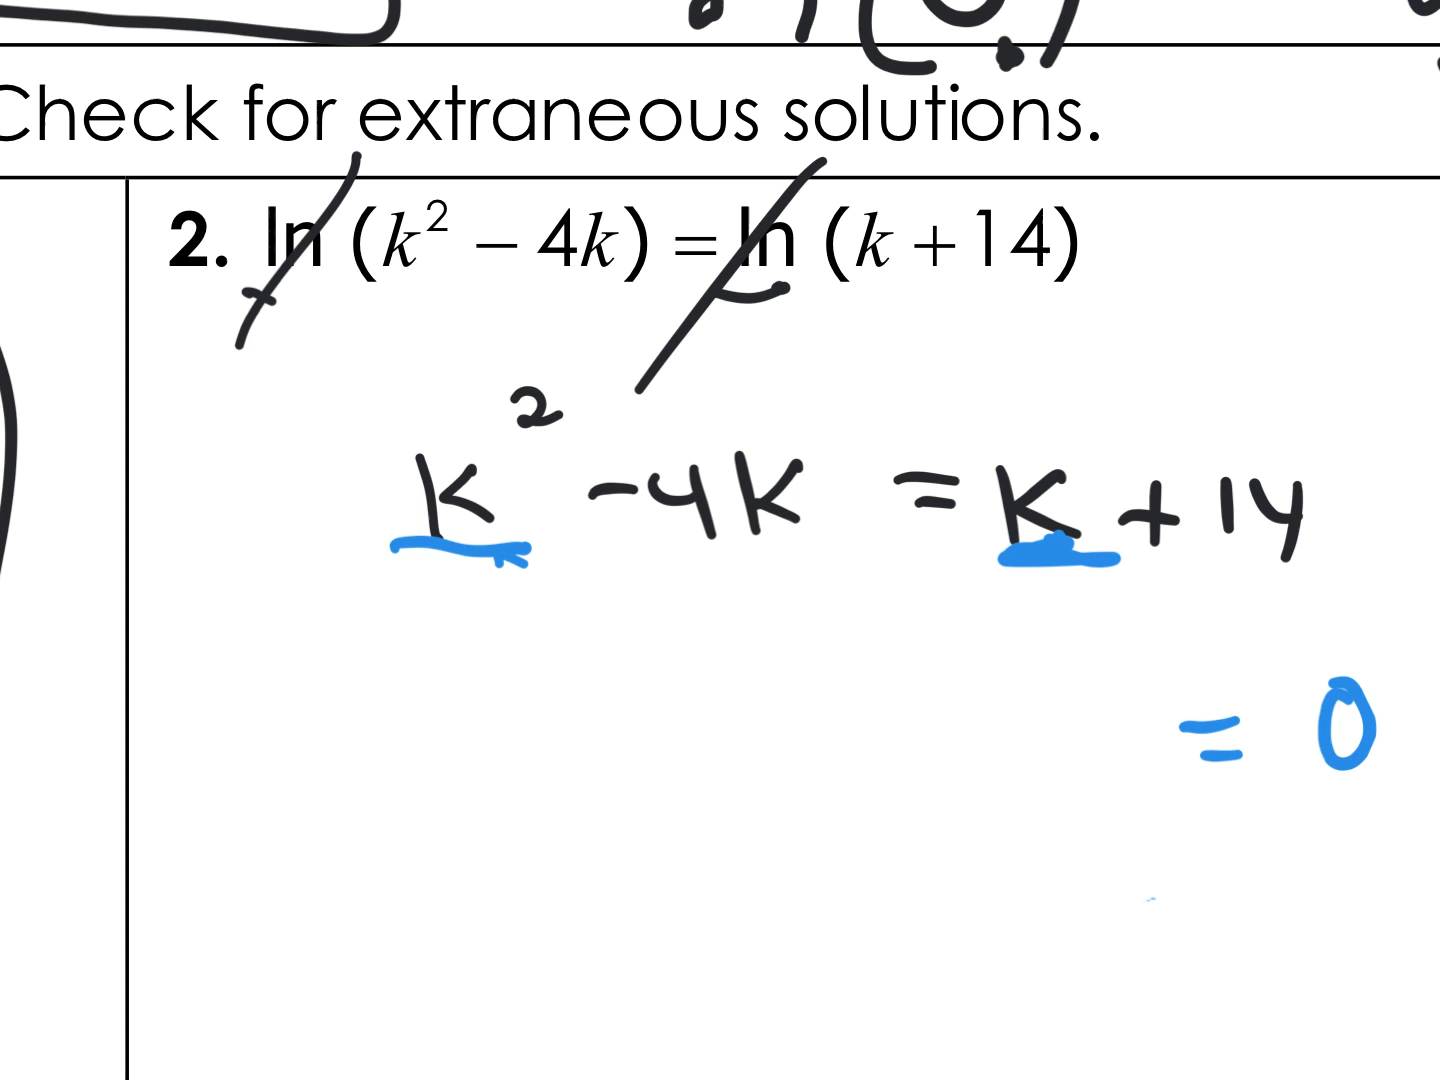 Check for extraneous solutions.
2. ln (k² − 4k) = ln (k + 14)
k² - 4k = k + 14
= 0